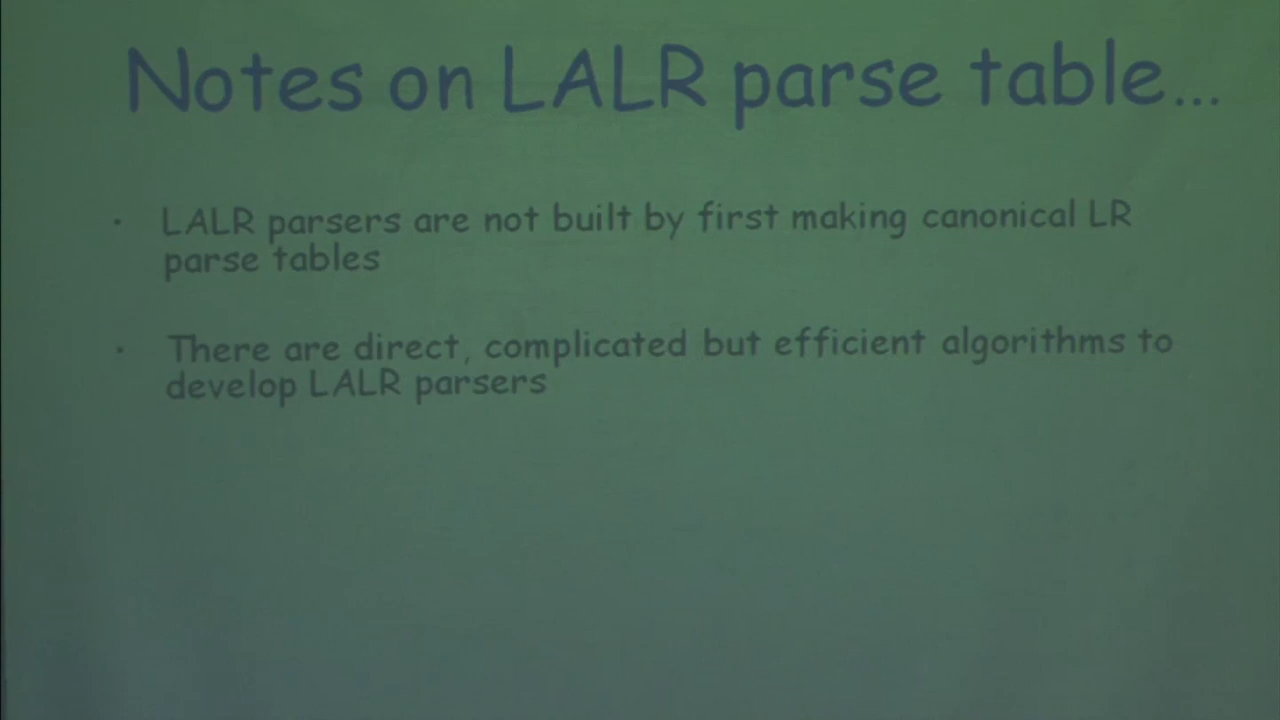 Notes on LALR parse table...
• LALR parsers are not built by first making canonical LR
parse tables
• There are direct, complicated but efficient algorithms to
develop LALR parsers